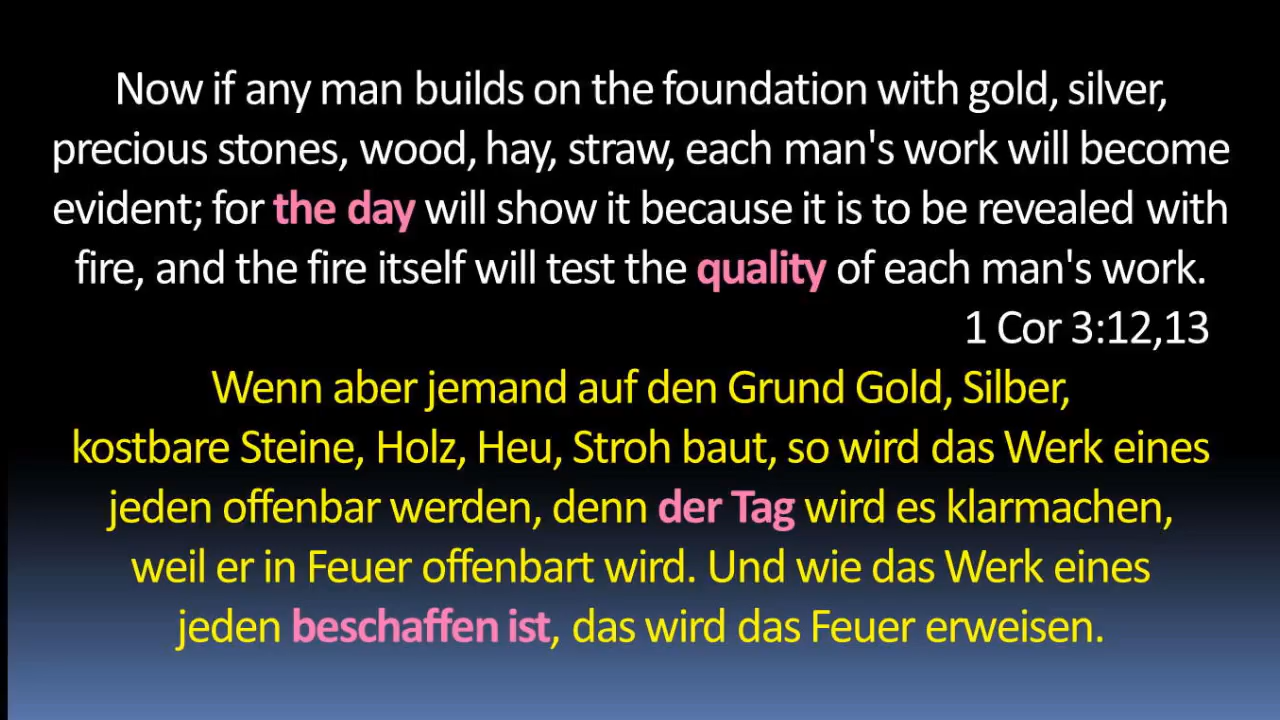 Now if any man builds on the foundation with gold, silver,
precious stones, wood, hay, straw, each man's work will become
evident; for the day will show it because it is to be revealed with
fire, and the fire itself will test the quality of each man's work.
1 Cor 3:12,13
Wenn aber jemand auf den Grund Gold, Silber,
kostbare Steine, Holz, Heu, Stroh baut, so wird das Werk eines
jeden offenbar werden, denn der Tag wird es klarmachen,
weil er in Feuer offenbart wird. Und wie das Werk eines
jeden beschaffen ist, das wird das Feuer erweisen.